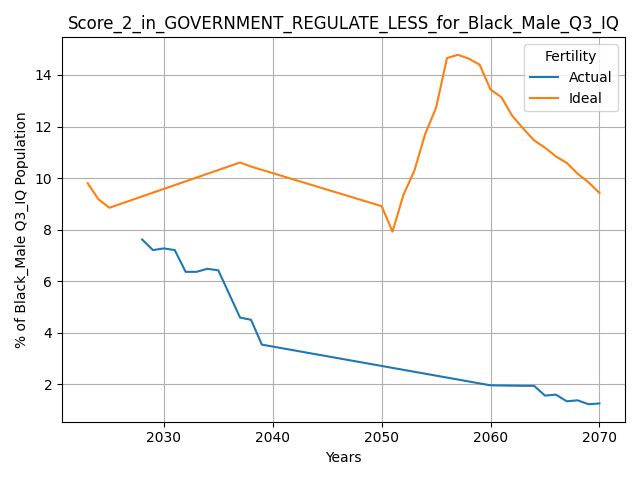 Score_2_in_GOVERNMENT_REGULATE_LESS_for_Black_Male_Q3_IQ
Fertility
Actual
Ideal
% of Black_Male Q3_IQ Population
14
12
10
8
6
4
2
2030 2040 2050 2060 2070
Years